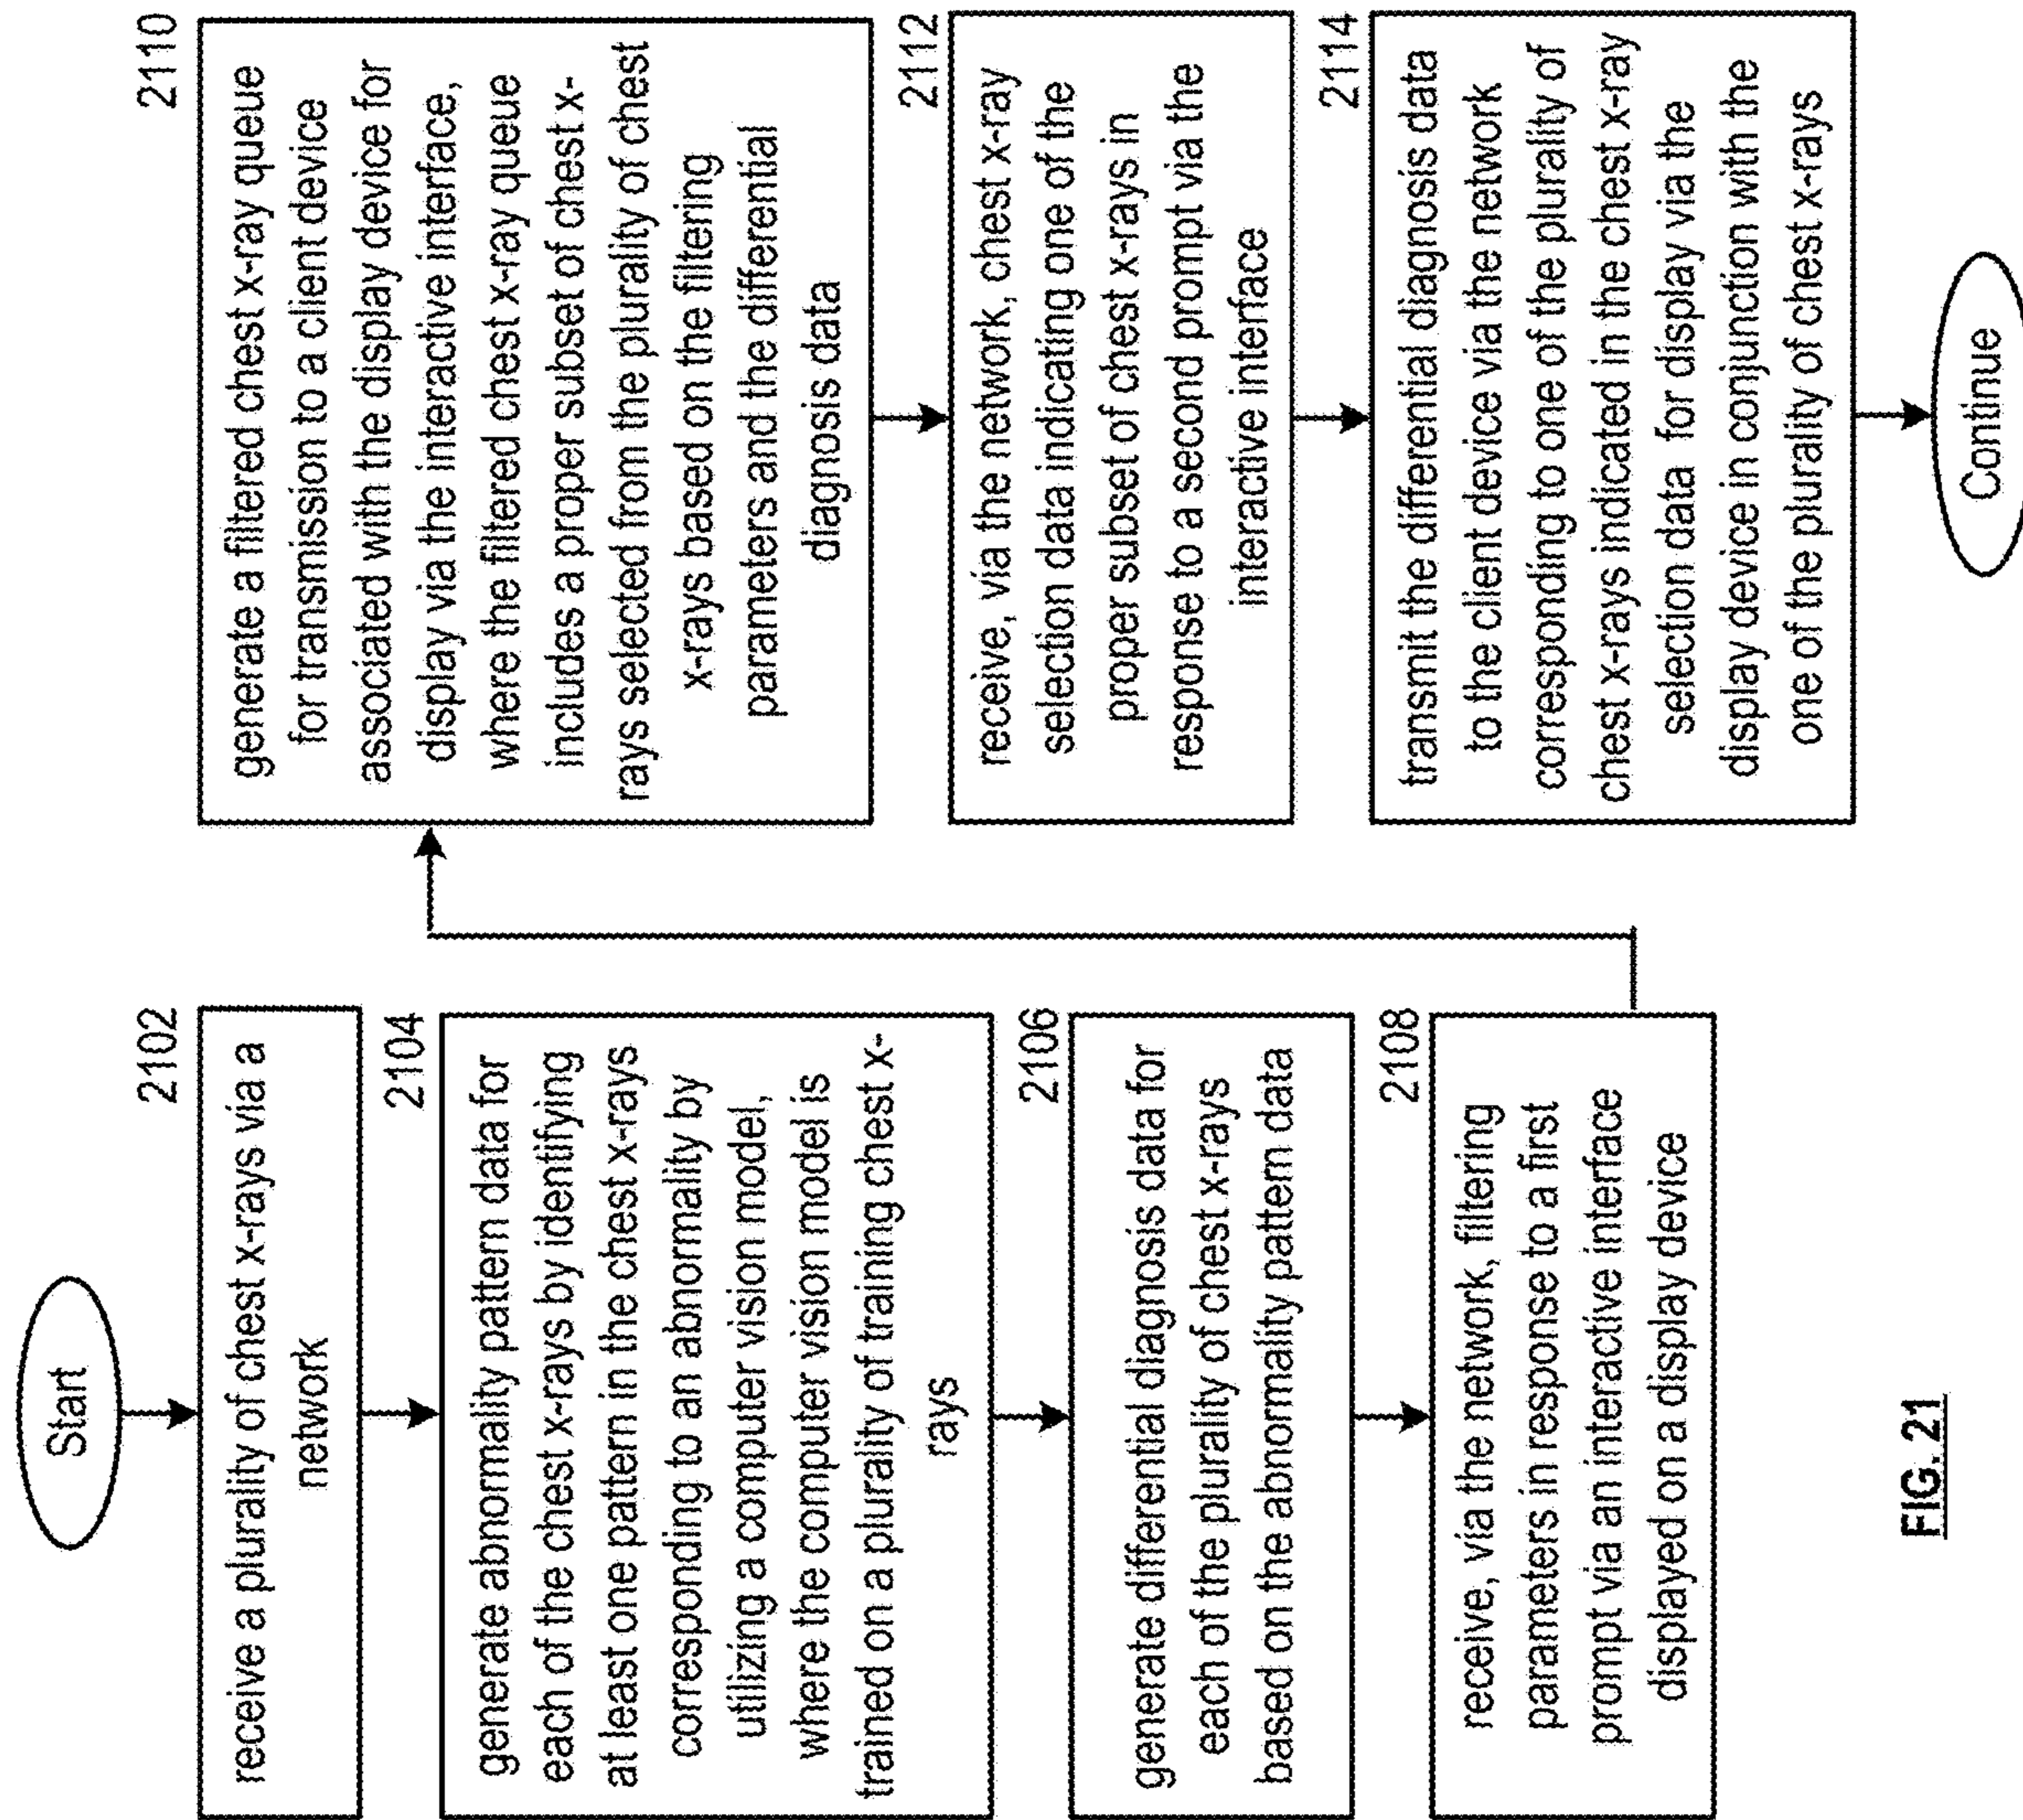 Start
2102
receive a plurality of chest x-rays via a
network
2104
generate abnormality pattern data for
each of the chest x-rays by identifying
at least one pattern in the chest x-rays
corresponding to an abnormality by
utilizing a computer vision model,
where the computer vision model is
trained on a plurality of training chest x-
rays
2106
generate differential diagnosis data for
each of the plurality of chest x-rays
based on the abnormality pattern data
2108
receive, via the network, filtering
parameters in response to a first
prompt via an interactive interface
displayed on a display device
2110
generate a filtered chest x-ray queue
for transmission to a client device
associated with the display device for
display via the interactive interface,
where the filtered chest x-ray queue
includes a proper subset of chest x-
rays selected from the plurality of chest
x-rays based on the filtering
parameters and the differential
diagnosis data
2112
receive, via the network, chest x-ray
selection data indicating one of the
proper subset of chest x-rays in
response to a second prompt via the
interactive interface
2114
transmit the differential diagnosis data
to the client device via the network
corresponding to one of the plurality of
chest x-rays indicated in the chest x-ray
selection data for display via the
display device in conjunction with the
one of the plurality of chest x-rays
Continue
FIG. 21